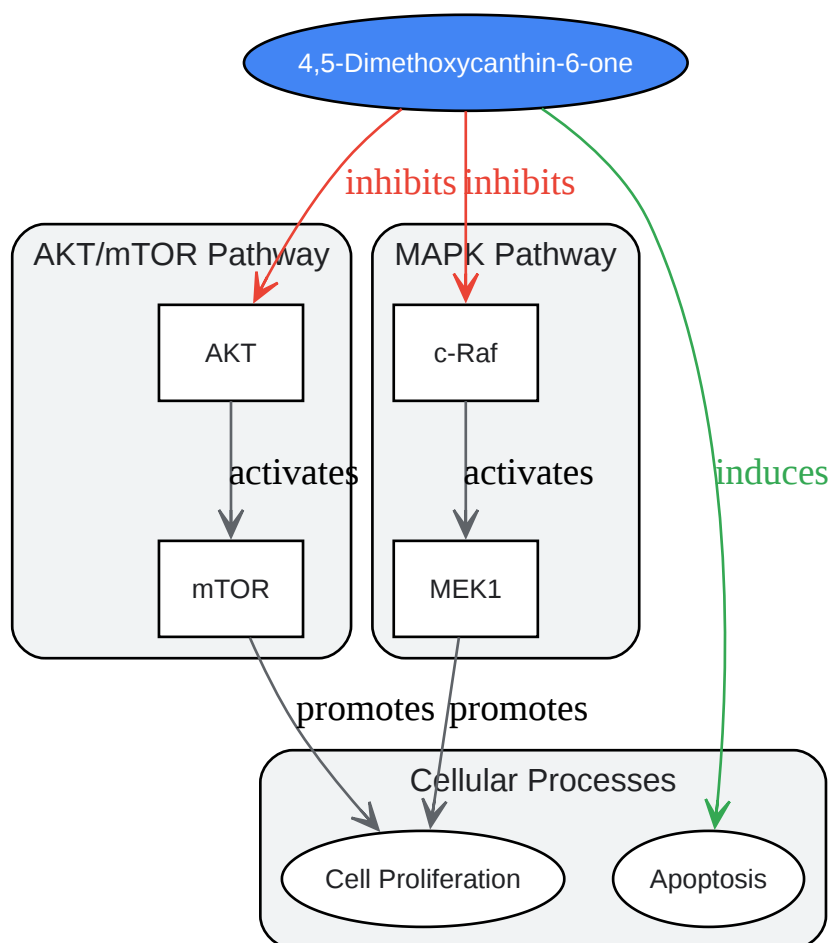 4,5-Dimethoxycanthin-6-one
inhibits
inhibits
AKT/mTOR Pathway
MAPK Pathway
AKT
c-Raf
activates
activates
induces
mTOR
MEK1
promotes
promotes
Cellular Processes
Cell Proliferation
Apoptosis